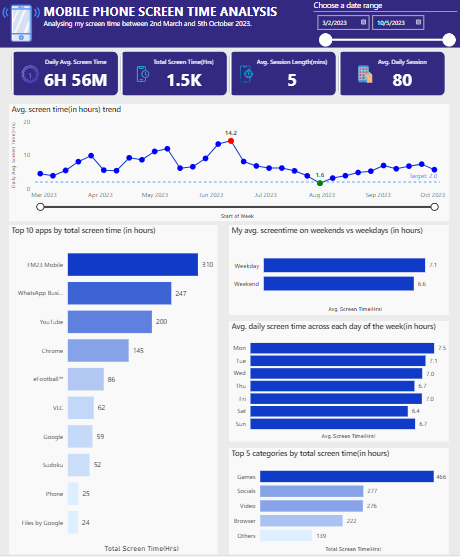 MOBILE PHONE SCREEN TIME ANALYSIS
Analysing my screen time between 2nd March and 5th October 2023.
Choose a date range
3/2/2023
10/5/2023
Daily Avg. Screen Time
6H 56M
Total Screen Time(Hrs)
1.5K
Avg. Session Length(mins)
5
Avg. Daily Session
80
Avg. screen time(in hours) trend
Daily Avg. Screen Time(Hrs)
20
10
0
14.2
1.6
Target: 2.0
Mar 2023
Apr 2023
May 2023
Jun 2023
Jul 2023
Aug 2023
Sep 2023
Oct 2023
Start of Week
Top 10 apps by total screen time (in hours)
FM23 Mobile 310
WhatsApp Busi... 247
YouTube 200
Chrome 145
eFootball™ 86
VLC 62
Google 59
Sudoku 52
Phone 25
Files by Google 24
Total Screen Time(Hrs)
My avg. screentime on weekends vs weekdays (in hours)
Weekday 7.1
Weekend 6.6
Avg. Screen Time(Hrs)
Avg. daily screen time across each day of the week(in hours)
Mon 7.5
Tue 7.1
Wed 7.0
Thu 6.7
Fri 7.0
Sat 6.4
Sun 6.7
Avg. Screen Time(Hrs)
Top 5 categories by total screen time(in hours)
Games 466
Socials 277
Video 276
Browser 222
Others 139
Total Screen Time(Hrs)